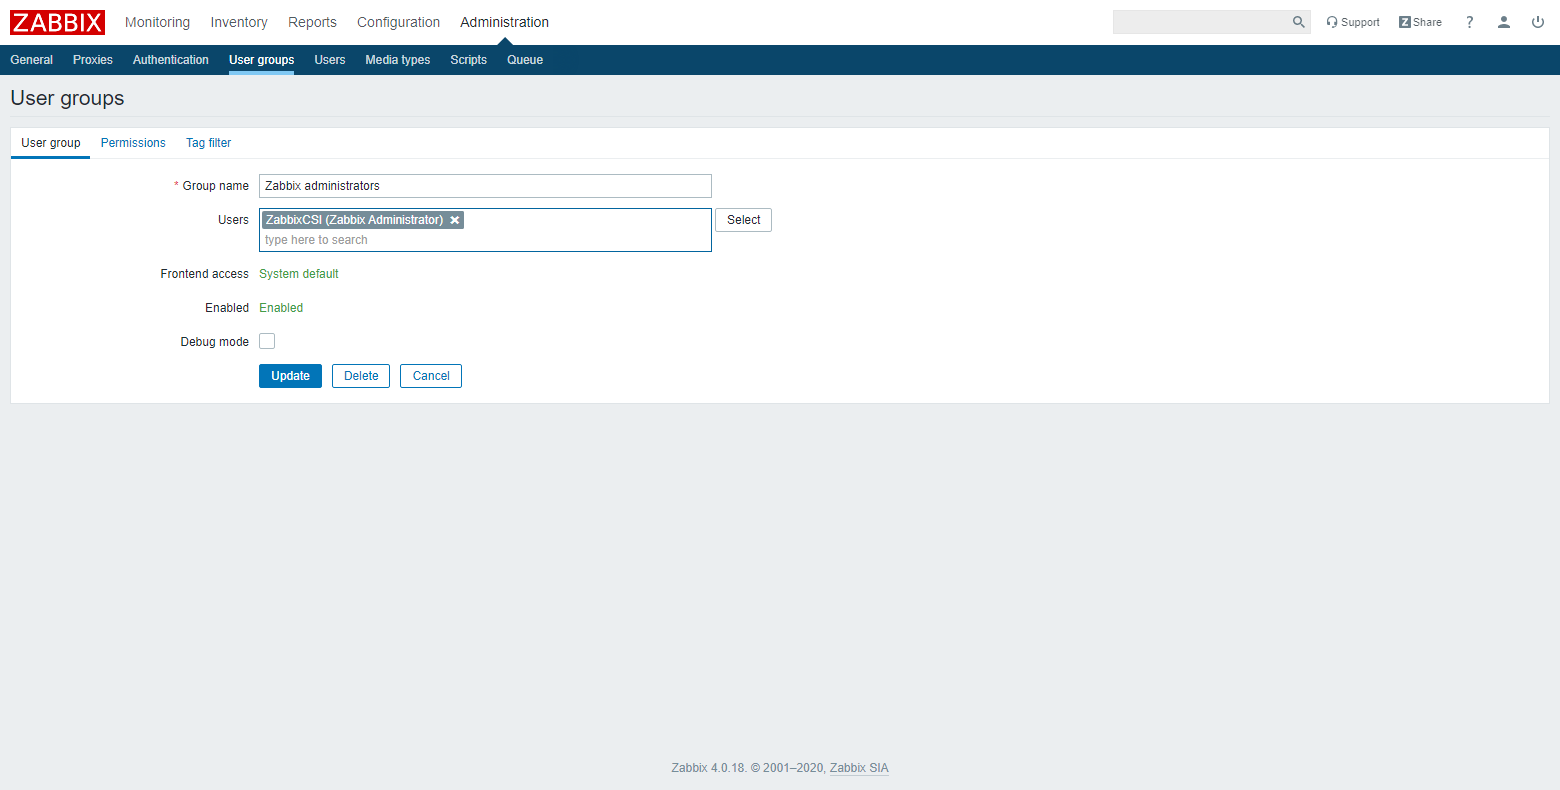 ZABBIX Monitoring Inventory Reports Configuration Administration Support Z Share ?
General Proxies Authentication User groups Users Media types Scripts Queue
User groups
User group Permissions Tag filter
* Group name Zabbix administrators
Users ZabbixCSI (Zabbix Administrator) Select
type here to search
Frontend access System default
Enabled Enabled
Debug mode
Update Delete Cancel
Zabbix 4.0.18. © 2001–2020, Zabbix SIA